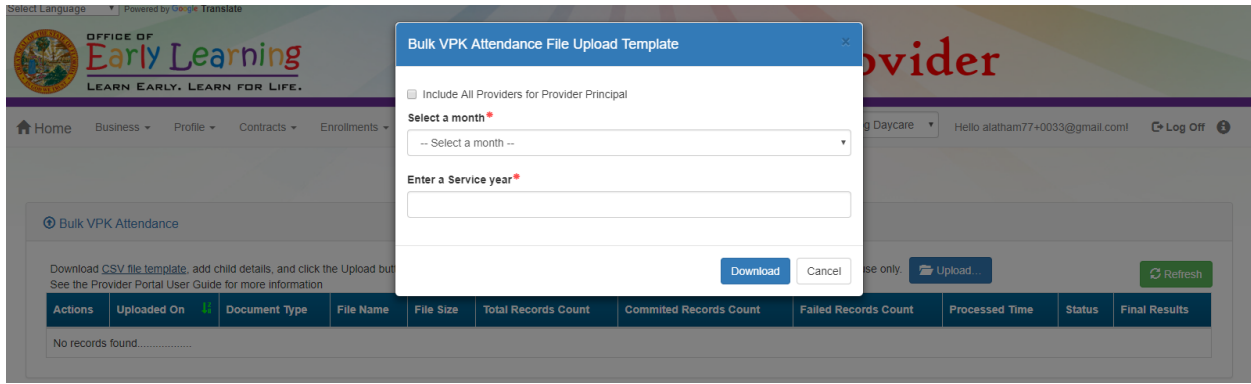 Select Language ▼ Powered by Google Translate
OFFICE OF
Early Learning
LEARN EARLY. LEARN FOR LIFE.
ovider
Home Business Profile Contracts Enrollments
g Daycare Hello alatham77+0033@gmail.com! Log Off
Bulk VPK Attendance File Upload Template ×
Include All Providers for Provider Principal
Select a month*
-- Select a month --
Enter a Service year*
Download Cancel
Bulk VPK Attendance
Download CSV file template, add child details, and click the Upload but
use only. Upload... Refresh
See the Provider Portal User Guide for more information
Actions Uploaded On Document Type File Name File Size Total Records Count Commited Records Count Failed Records Count Processed Time Status Final Results
No records found..................